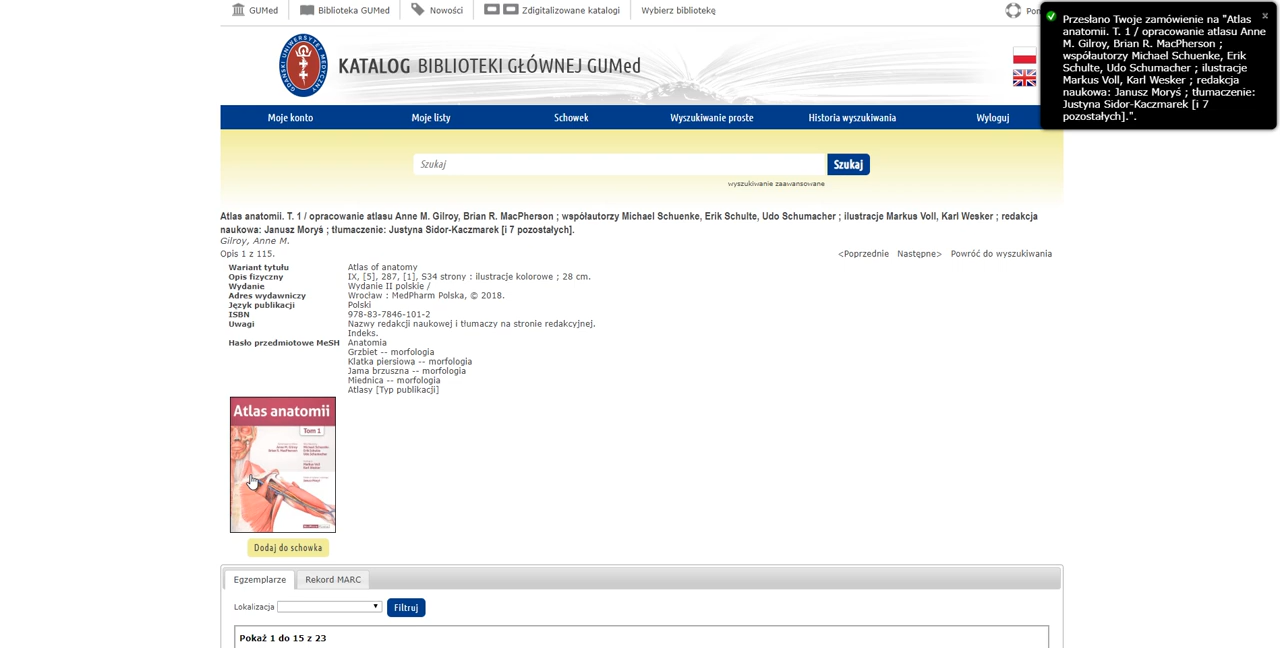 GUMed
Biblioteka GUMed
Nowości
Zdigitalizowane katalogi
Wybierz bibliotekę
Przesłano Twoje zamówienie na "Atlas
anatomii. T. 1 / opracowanie atlasu Anne
M. Gilroy, Brian R. MacPherson ;
współautorzy Michael Schuenke, Erik
Schulte, Udo Schumacher ; ilustracje
Markus Voll, Karl Wesker ; redakcja
naukowa: Janusz Moryś ; tłumaczenie:
Justyna Sidor-Kaczmarek [i 7
pozostałych].".
GDAŃSKI UNIWERSYTET MEDYCZNY
KATALOG BIBLIOTEKI GŁÓWNEJ GUMed
Moje konto
Moje listy
Schowek
Wyszukiwanie proste
Historia wyszukiwania
Wyloguj
Szukaj
Szukaj
wyszukiwanie zaawansowane
Atlas anatomii. T. 1 / opracowanie atlasu Anne M. Gilroy, Brian R. MacPherson ; współautorzy Michael Schuenke, Erik Schulte, Udo Schumacher ; ilustracje Markus Voll, Karl Wesker ; redakcja
naukowa: Janusz Moryś ; tłumaczenie: Justyna Sidor-Kaczmarek [i 7 pozostałych].
Gilroy, Anne M.
Opis 1 z 115.
<Poprzednie Następne> Powróć do wyszukiwania
Wariant tytułu Atlas of anatomy
Opis fizyczny IX, [5], 287, [1], S34 strony : ilustracje kolorowe ; 28 cm.
Wydanie Wydanie II polskie /
Adres wydawniczy Wrocław : MedPharm Polska, © 2018.
Język publikacji Polski
ISBN 978-83-7846-101-2
Uwagi Nazwy redakcji naukowej i tłumaczy na stronie redakcyjnej.
Indeks.
Hasło przedmiotowe MeSH Anatomia
Grzbiet -- morfologia
Klatka piersiowa -- morfologia
Jama brzuszna -- morfologia
Miednica -- morfologia
Atlasy [Typ publikacji]
Atlas anatomii
Tom 1
Dodaj do schowka
Egzemplarze
Rekord MARC
Lokalizacja
Filtruj
Pokaż 1 do 15 z 23